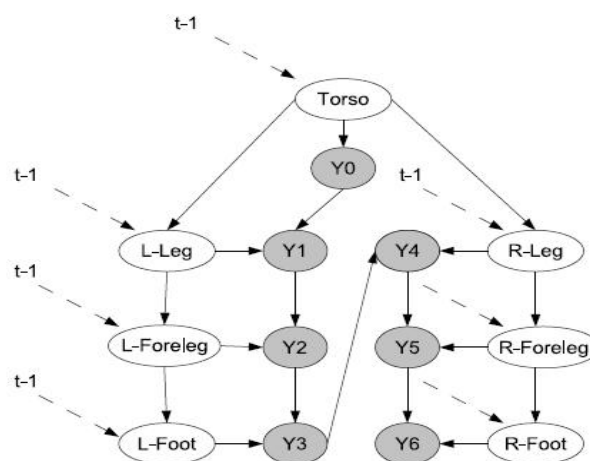 t-1
Torso
Y0
t-1
t-1
L-Leg
Y1
Y4
R-Leg
t-1
L-Foreleg
Y2
Y5
R-Foreleg
t-1
L-Foot
Y3
Y6
R-Foot